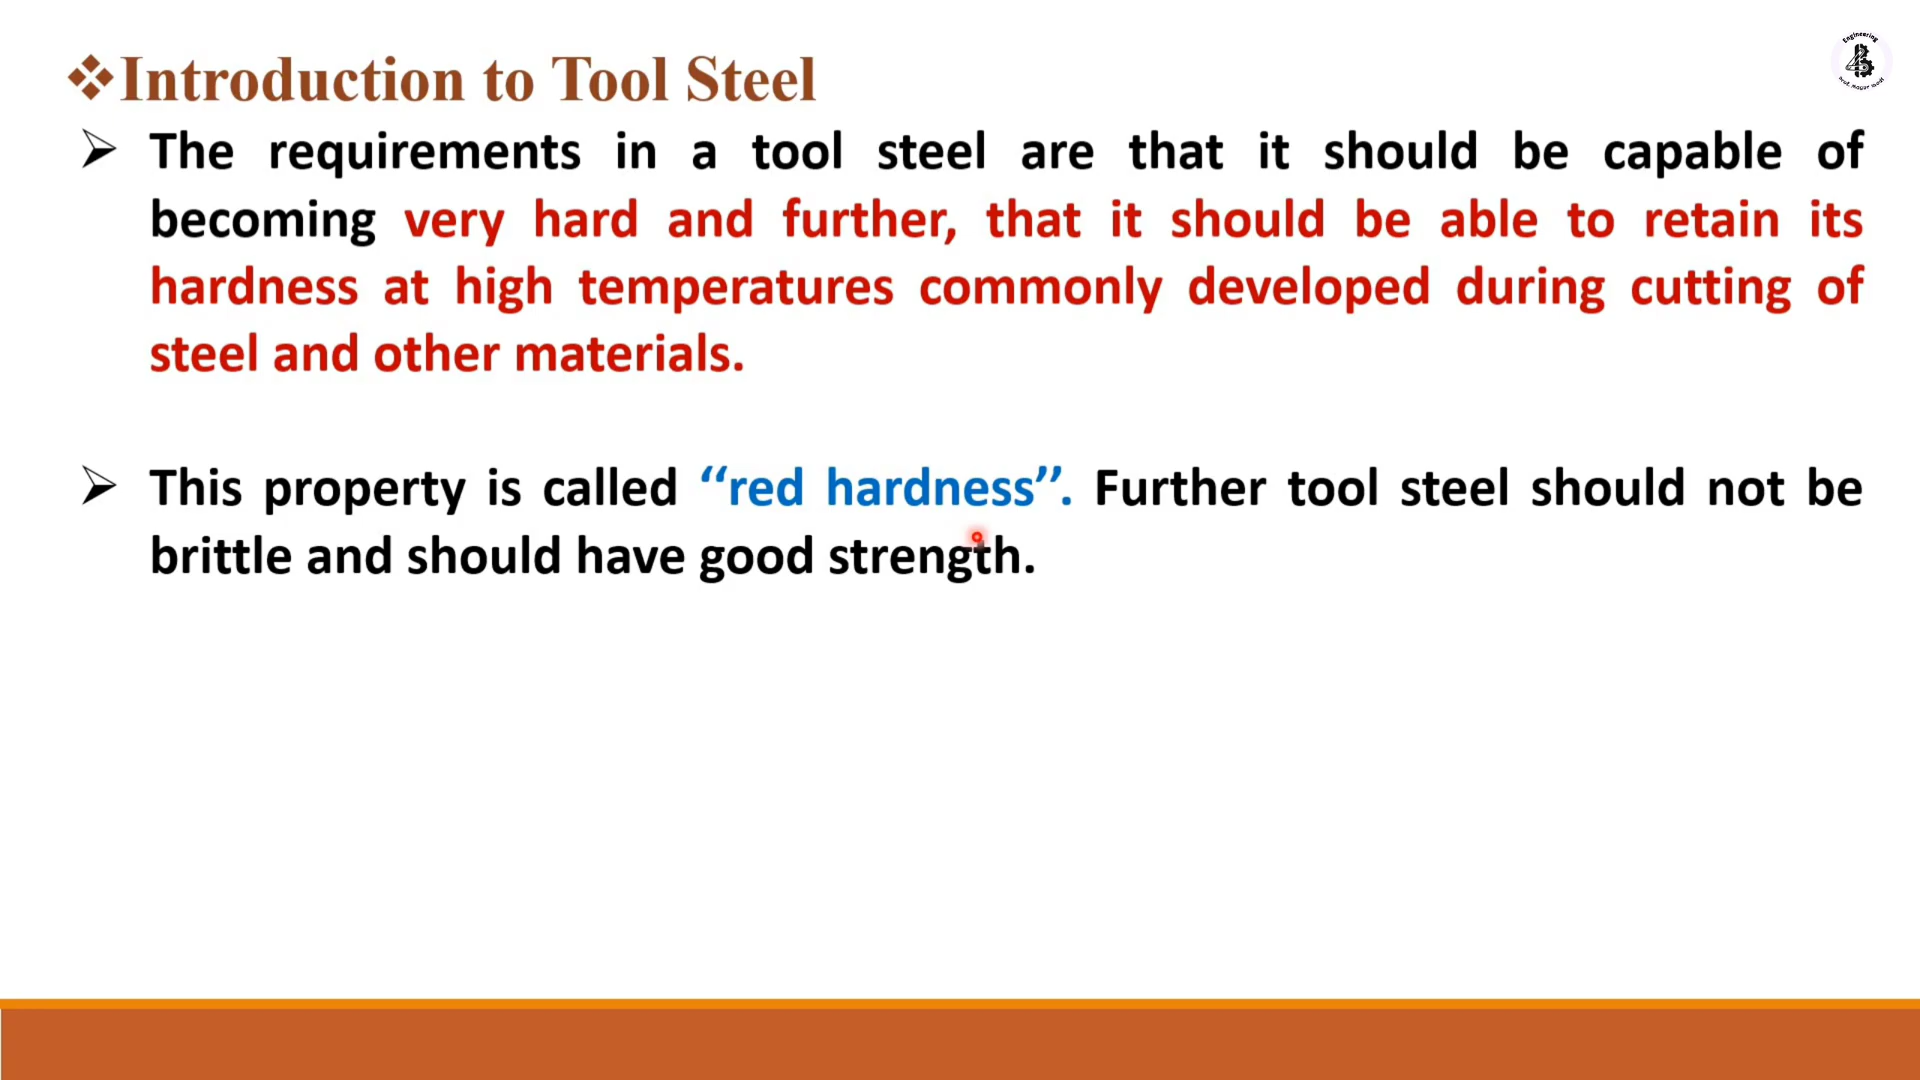 ❖Introduction to Tool Steel
➢ The requirements in a tool steel are that it should be capable of
becoming very hard and further, that it should be able to retain its
hardness at high temperatures commonly developed during cutting of
steel and other materials.
➢ This property is called ‘‘red hardness’’. Further tool steel should not be
brittle and should have good strength.
Engineering